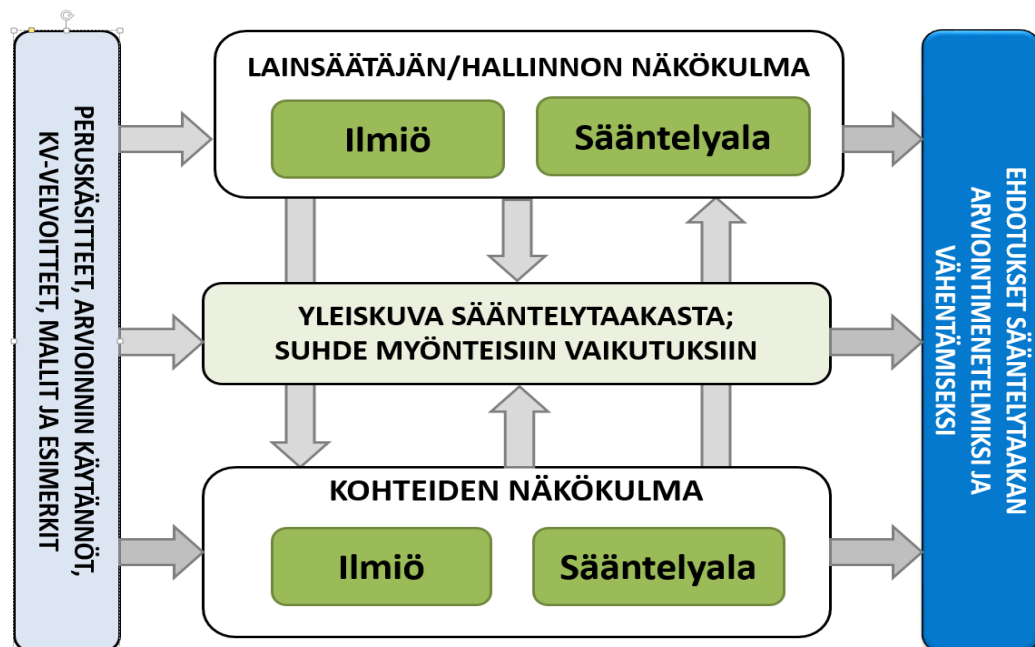 PERUSKÄSITTEET, ARVIOINNIN KÄYTÄNNÖT,
KV-VELVOITTEET, MALLIT JA ESIMERKIT
LAINSÄÄTÄJÄN/HALLINNON NÄKÖKULMA
Ilmiö
Sääntelyala
YLEISKUVA SÄÄNTELYTAAKASTA;
SUHDE MYÖNTEISIIN VAIKUTUKSIIN
KOHTEIDEN NÄKÖKULMA
Ilmiö
Sääntelyala
EHDOTUKSET SÄÄNTELYTAAKAN
ARVIOINTIMENETELMIKSI JA
VÄHENTÄMISEKSI